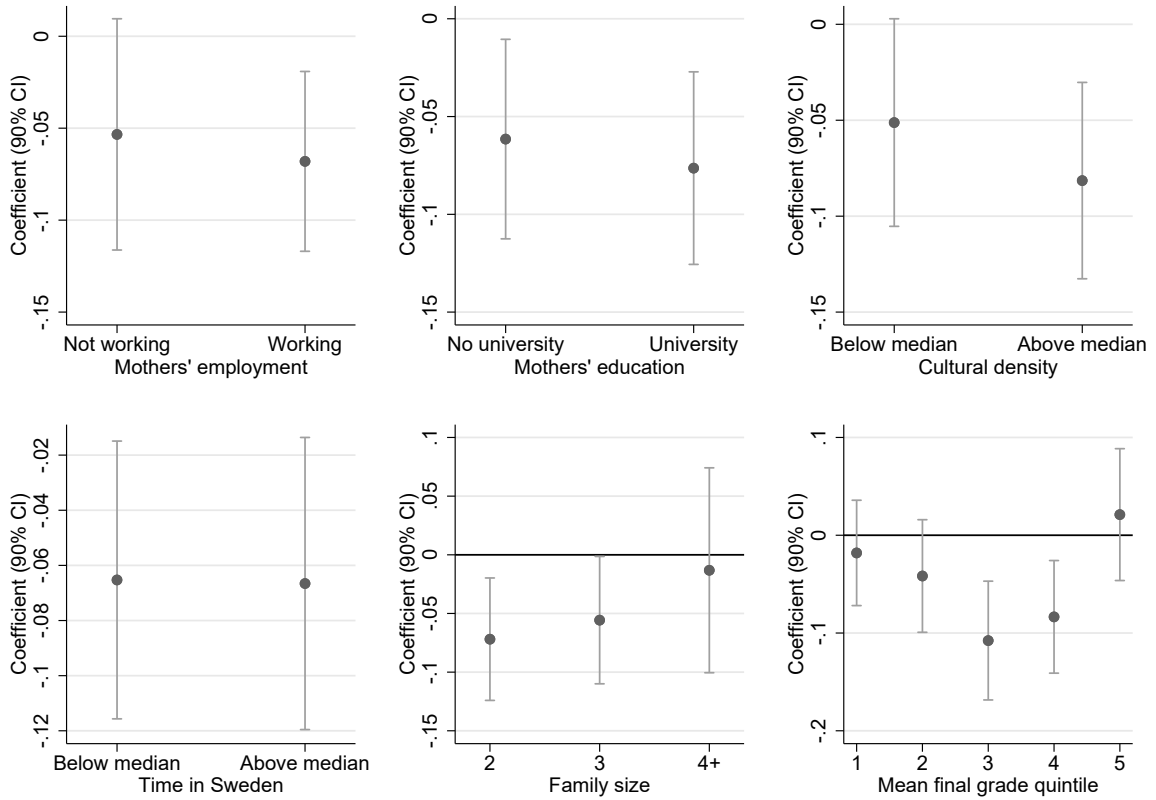 Coefficient (90% CI)
0
-.05
-.1
-.15
Not working Working
Mothers' employment
Coefficient (90% CI)
0
-.05
-.1
-.15
No university University
Mothers' education
Coefficient (90% CI)
0
-.05
-.1
-.15
Below median Above median
Cultural density
Coefficient (90% CI)
-.02
-.04
-.06
-.08
-.1
-.12
Below median Above median
Time in Sweden
Coefficient (90% CI)
.1
.05
0
-.05
-.1
-.15
2 3 4+
Family size
Coefficient (90% CI)
.1
0
-.1
-.2
1 2 3 4 5
Mean final grade quintile